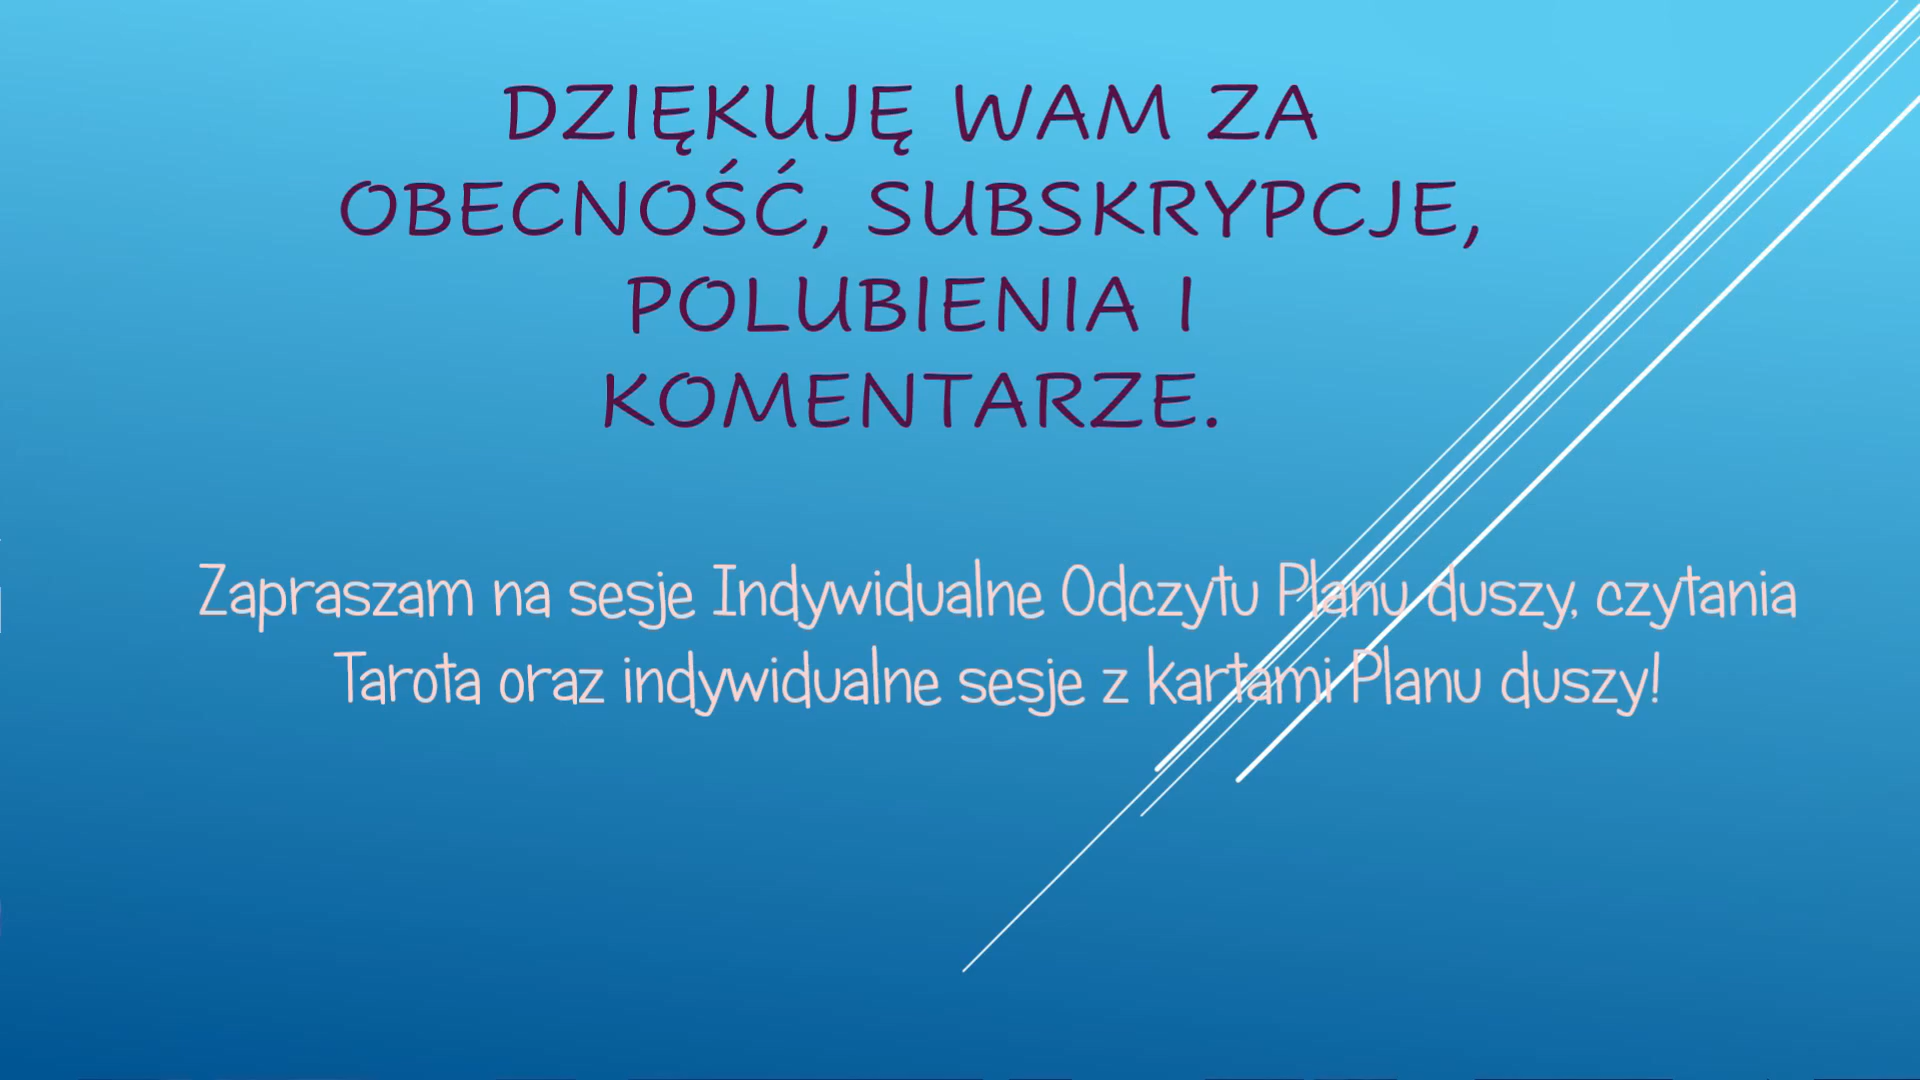 DZIĘKUJĘ WAM ZA
OBECNOŚĆ, SUBSKRYPCJE,
POLUBIENIA I
KOMENTARZE.
Zapraszam na sesje Indywidualne Odczytu Planu duszy, czytania
Tarota oraz indywidualne sesje z kartami Planu duszy!